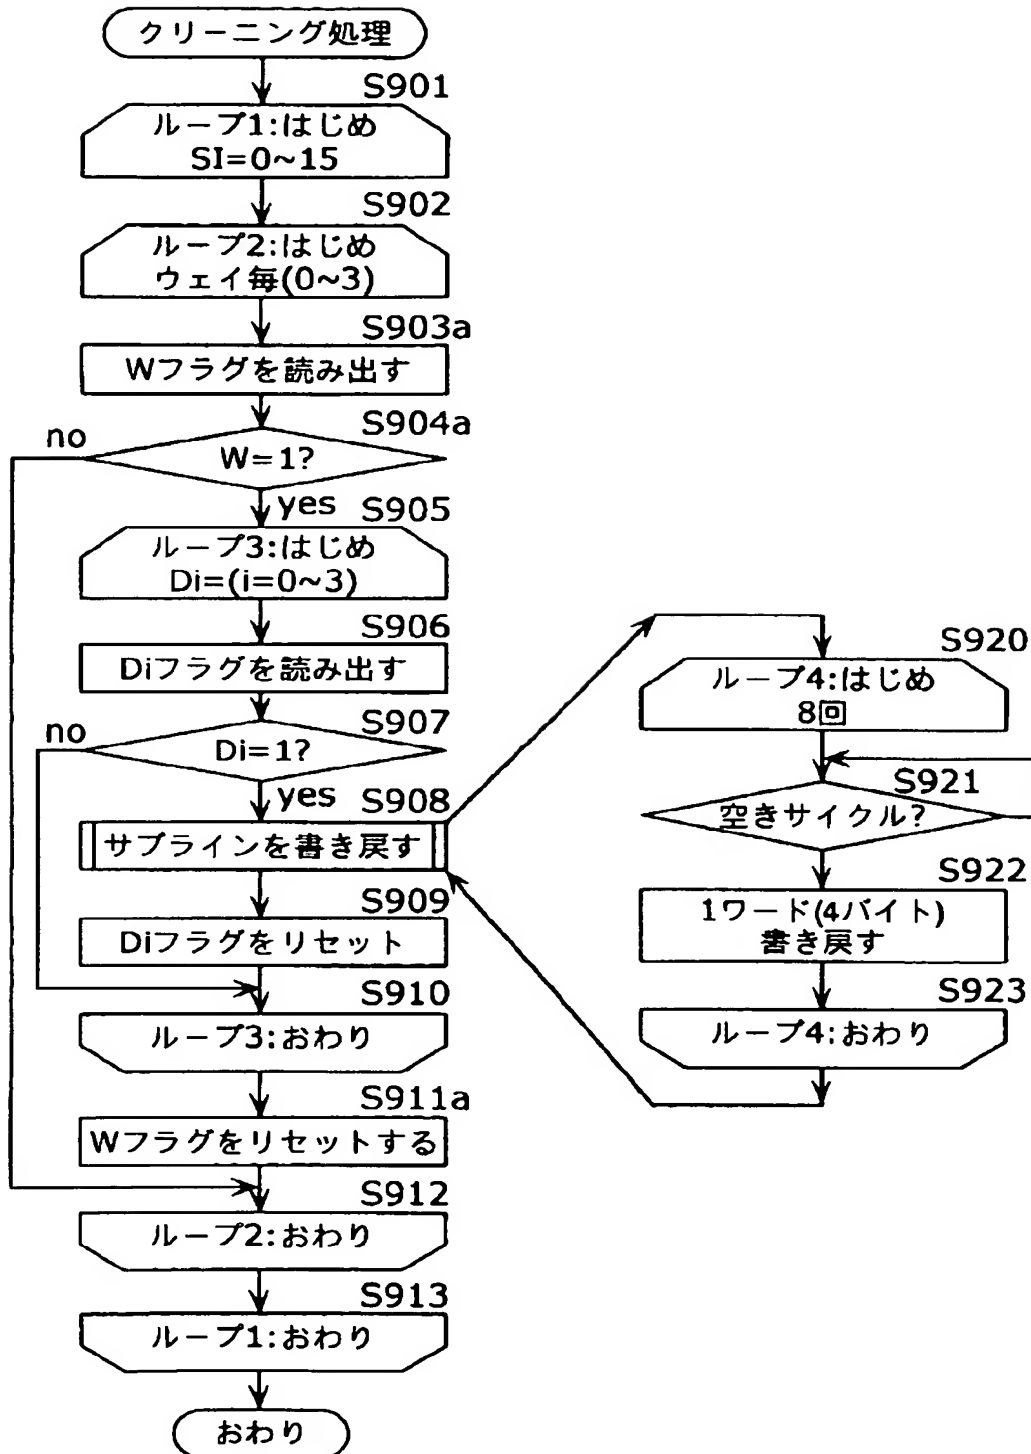 クリーニング処理
S901
ループ1:はじめ
SI=0~15
S902
ループ2:はじめ
ウェイ毎(0~3)
S903a
Wフラグを読み出す
S904a
no
W=1?
yes
S905
ループ3:はじめ
Di=(i=0~3)
S906
Diフラグを読み出す
S907
no
Di=1?
yes
S908
サブラインを書き戻す
S909
Diフラグをリセット
S910
ループ3:おわり
S911a
Wフラグをリセットする
S912
ループ2:おわり
S913
ループ1:おわり
おわり
S920
ループ4:はじめ
8回
S921
空きサイクル?
S922
1ワード(4バイト)
書き戻す
S923
ループ4:おわり